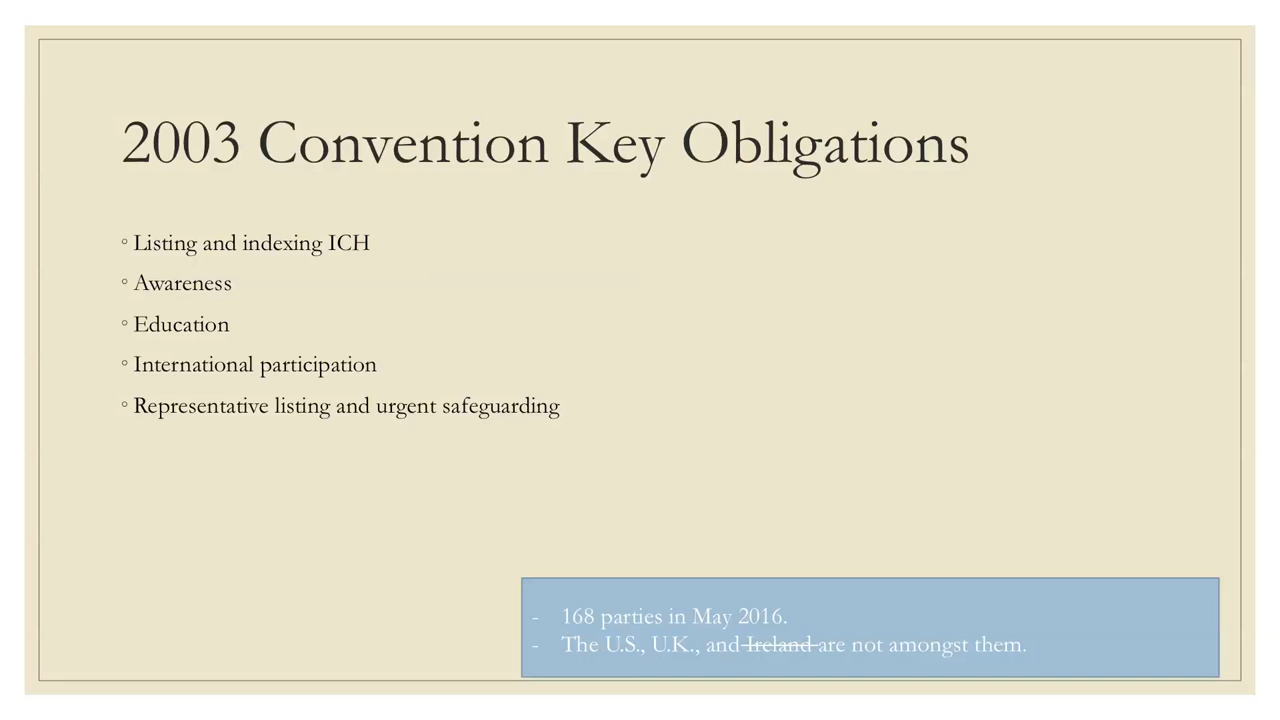 2003 Convention Key Obligations
◦ Listing and indexing ICH
◦ Awareness
◦ Education
◦ International participation
◦ Representative listing and urgent safeguarding
- 168 parties in May 2016.
- The U.S., U.K., and Ireland are not amongst them.